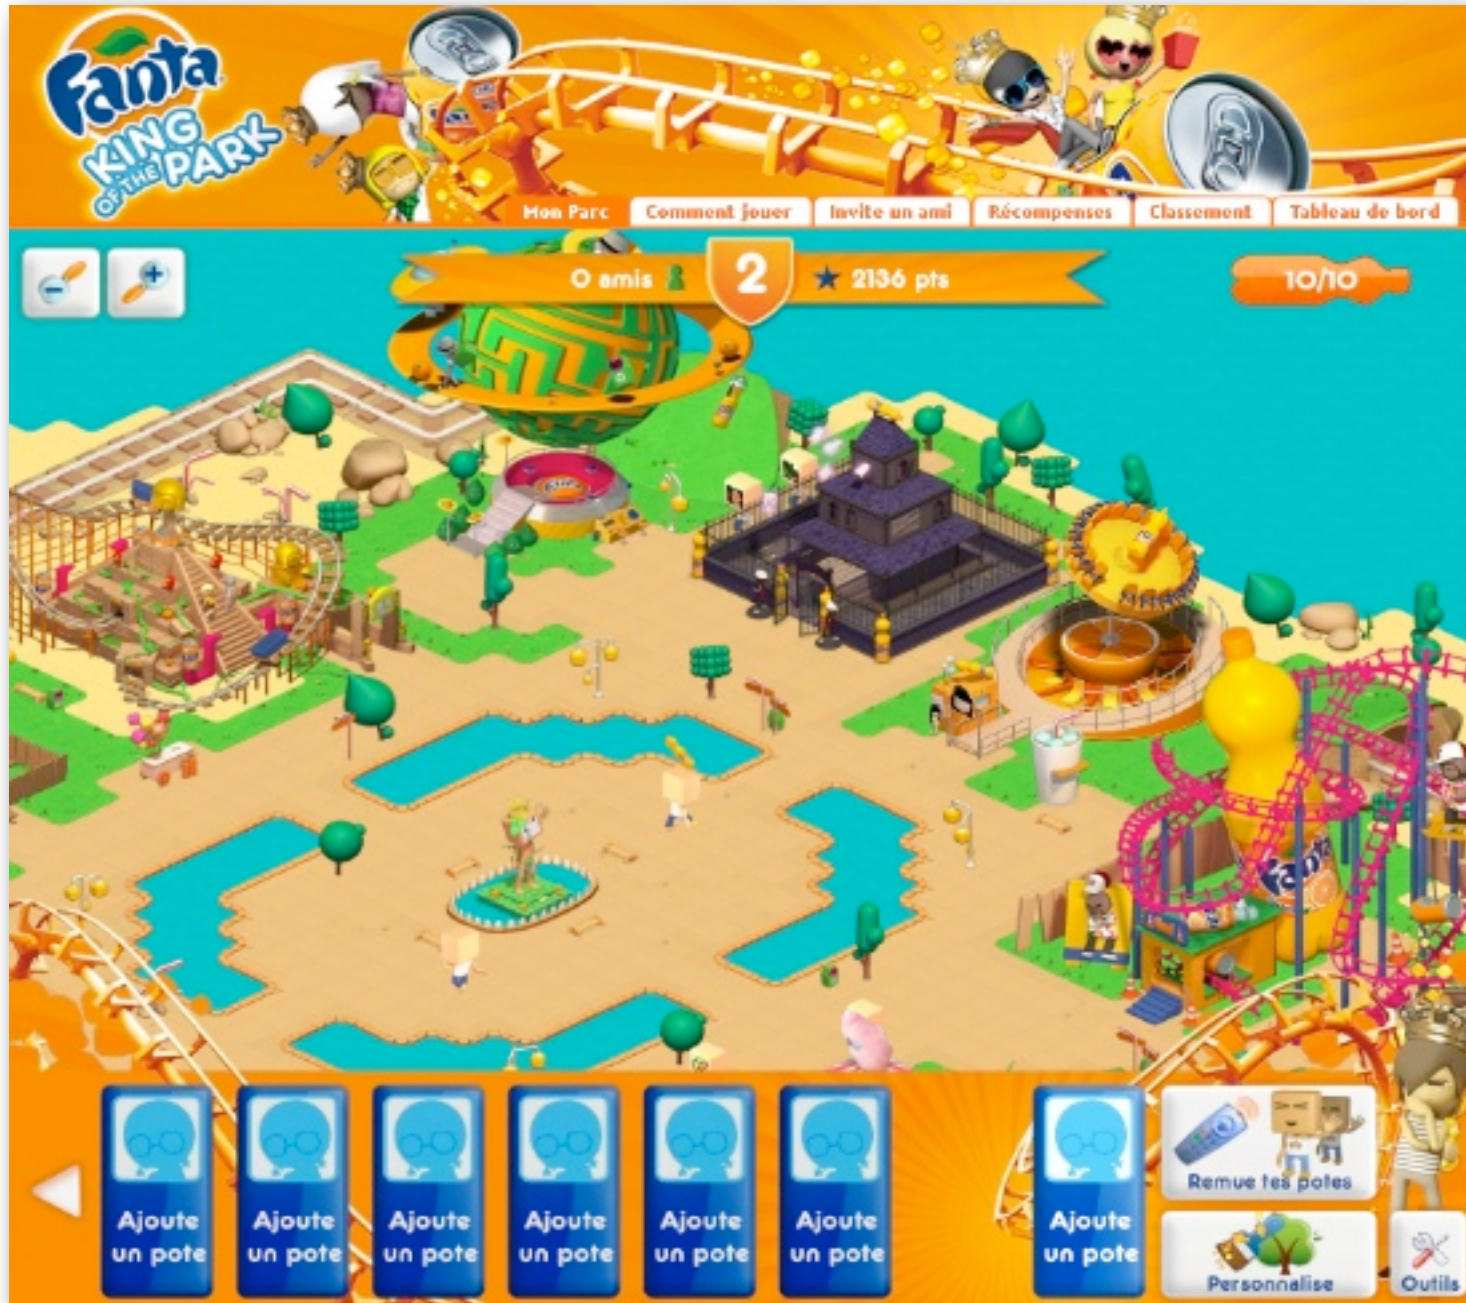 Fanta
KING
OF THE PARK
Mon Parc
Comment jouer
Invite un ami
Récompenses
Classement
Tableau de bord
0 amis
2
2136 pts
10/10
Fanta
Ajoute
un pote
Ajoute
un pote
Ajoute
un pote
Ajoute
un pote
Ajoute
un pote
Ajoute
un pote
Ajoute
un pote
Remue tes potes
Personnalise
Outils